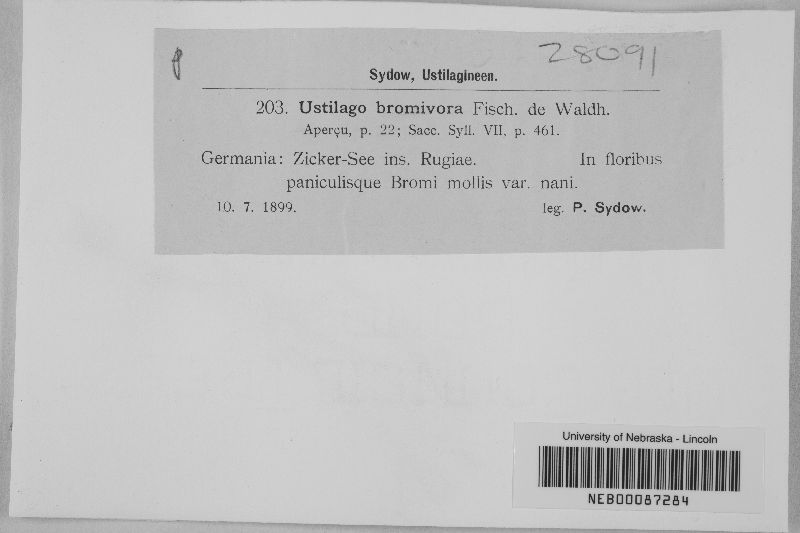 28091
Sydow, Ustilagineen.
203. Ustilago bromivora Fisch. de Waldh.
Aperçu, p. 22; Sacc. Syll. VII, p. 461.
Germania: Zicker-See ins. Rugiae. In floribus
paniculisque Bromi mollis var. nani.
10. 7. 1899. leg. P. Sydow.
University of Nebraska - Lincoln
NEB00087284